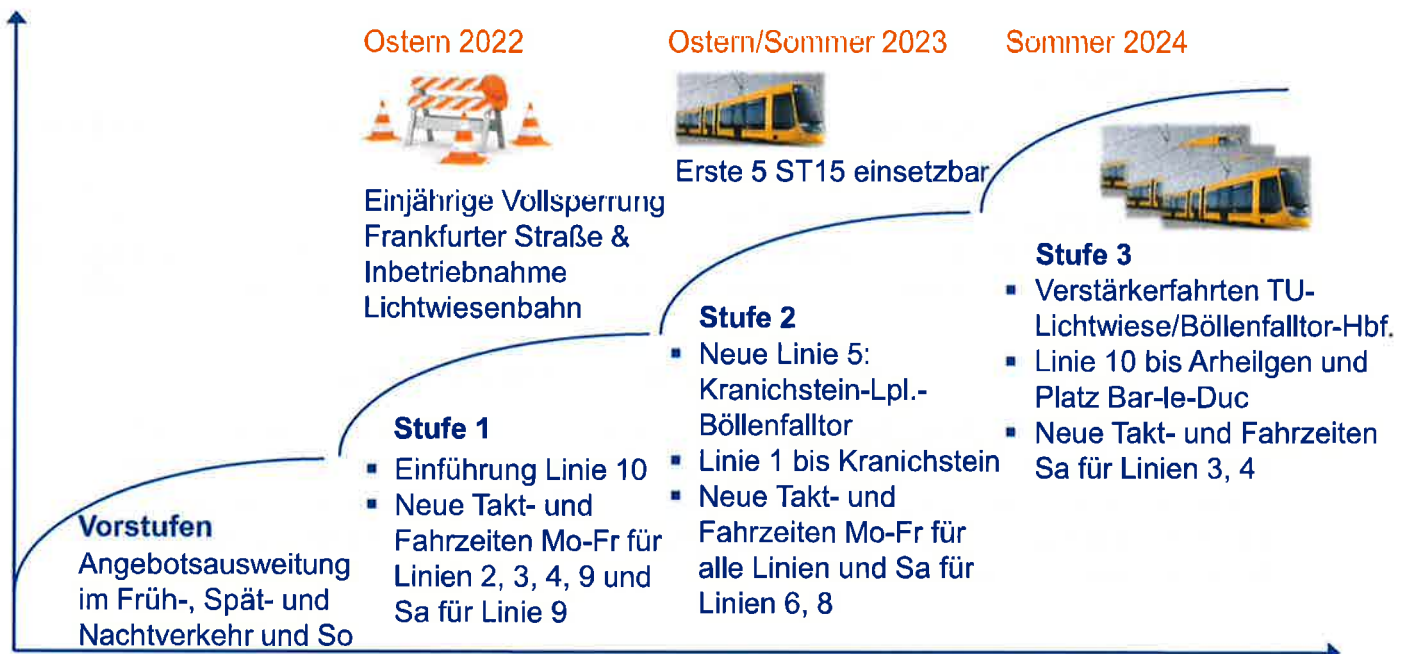 Ostern 2022
Ostern/Sommer 2023
Sommer 2024
Einjährige Vollsperrung
Frankfurter Straße &
Inbetriebnahme
Lichtwiesenbahn
Erste 5 ST15 einsetzbar
Vorstufen
Angebotsausweitung
im Früh-, Spät- und
Nachtverkehr und So
Stufe 1
▪ Einführung Linie 10
▪ Neue Takt- und
Fahrzeiten Mo-Fr für
Linien 2, 3, 4, 9 und
Sa für Linie 9
Stufe 2
▪ Neue Linie 5:
Kranichstein-Lpl.-
Böllenfalltor
▪ Linie 1 bis Kranichstein
▪ Neue Takt- und
Fahrzeiten Mo-Fr für
alle Linien und Sa für
Linien 6, 8
Stufe 3
▪ Verstärkerfahrten TU-
Lichtwiese/Böllenfalltor-Hbf.
▪ Linie 10 bis Arheilgen und
Platz Bar-le-Duc
▪ Neue Takt- und Fahrzeiten
Sa für Linien 3, 4